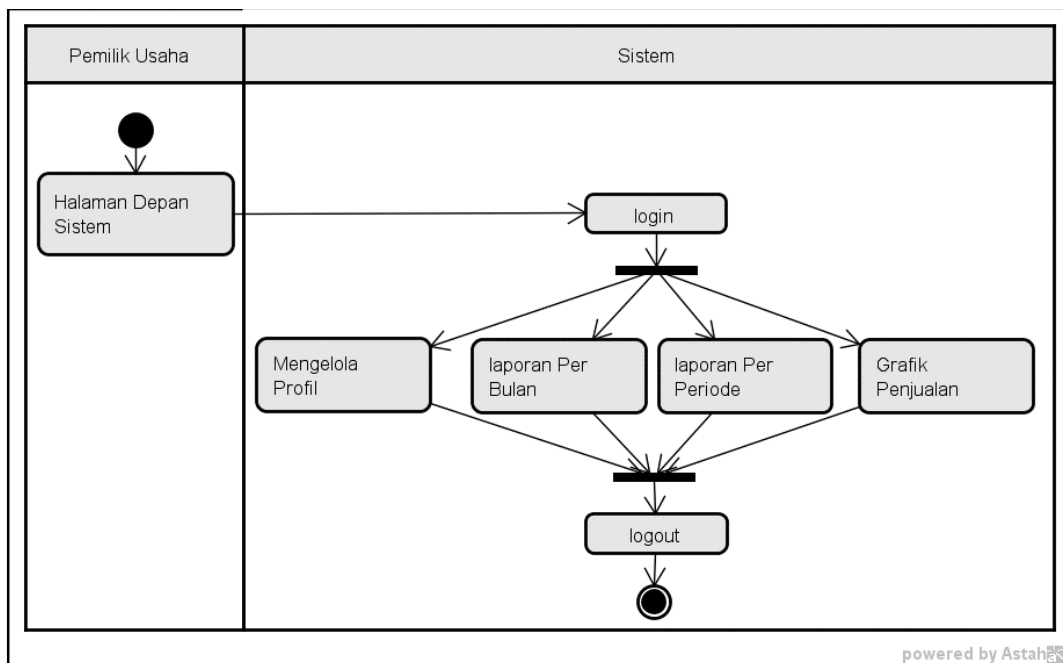 Pemilik Usaha
Sistem
Halaman Depan
Sistem
login
Mengelola
Profil
laporan Per
Bulan
laporan Per
Periode
Grafik
Penjualan
logout
powered by Astah